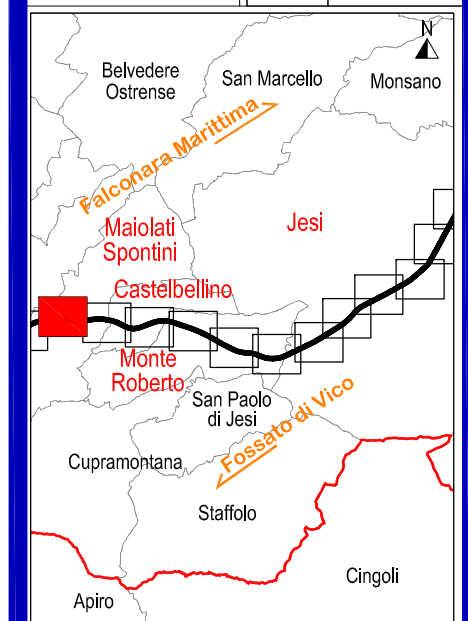 N
Belvedere
Ostrense
San Marcello
Monsano
Falconara Marittima
Maiolati
Spontini
Jesi
Castelbellino
Monte
Roberto
San Paolo
di Jesi
Fossato di Vico
Cupramontana
Staffolo
Cingoli
Apiro